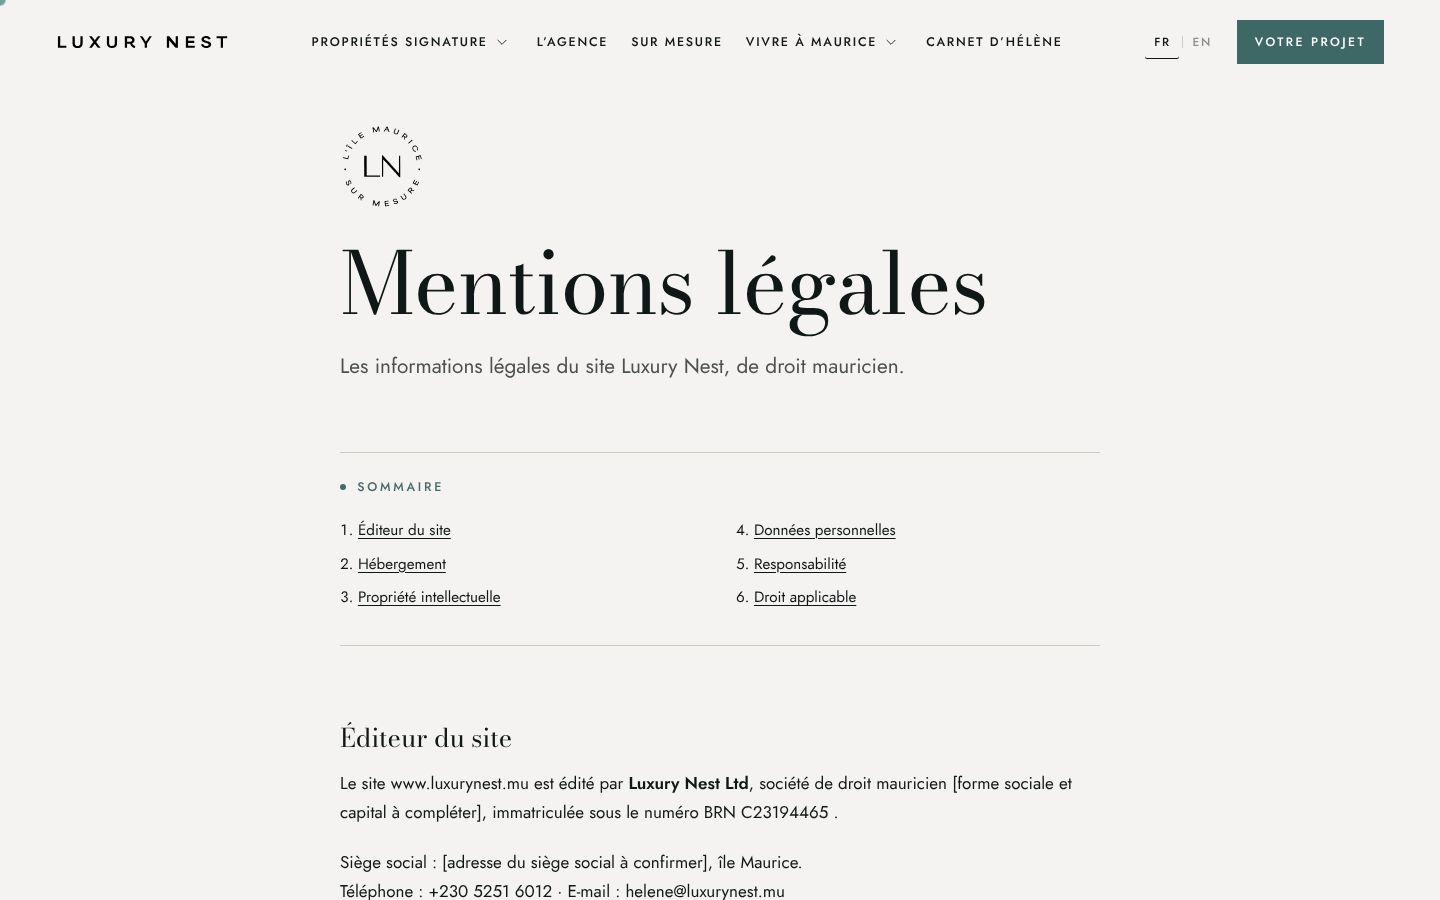 LUXURY NEST
PROPRIÉTÉS SIGNATURE
L’AGENCE
SUR MESURE
VIVRE À MAURICE
CARNET D’HÉLÈNE
FR
EN
VOTRE PROJET
L’ÎLE MAURICE
LN
SUR MESURE
Mentions légales
Les informations légales du site Luxury Nest, de droit mauricien.
SOMMAIRE
1. Éditeur du site
2. Hébergement
3. Propriété intellectuelle
4. Données personnelles
5. Responsabilité
6. Droit applicable
Éditeur du site
Le site www.luxurynest.mu est édité par Luxury Nest Ltd, société de droit mauricien [forme sociale et
capital à compléter], immatriculée sous le numéro BRN C23194465 .
Siège social : [adresse du siège social à confirmer], île Maurice.
Téléphone : +230 5251 6012 · E-mail : helene@luxurynest.mu